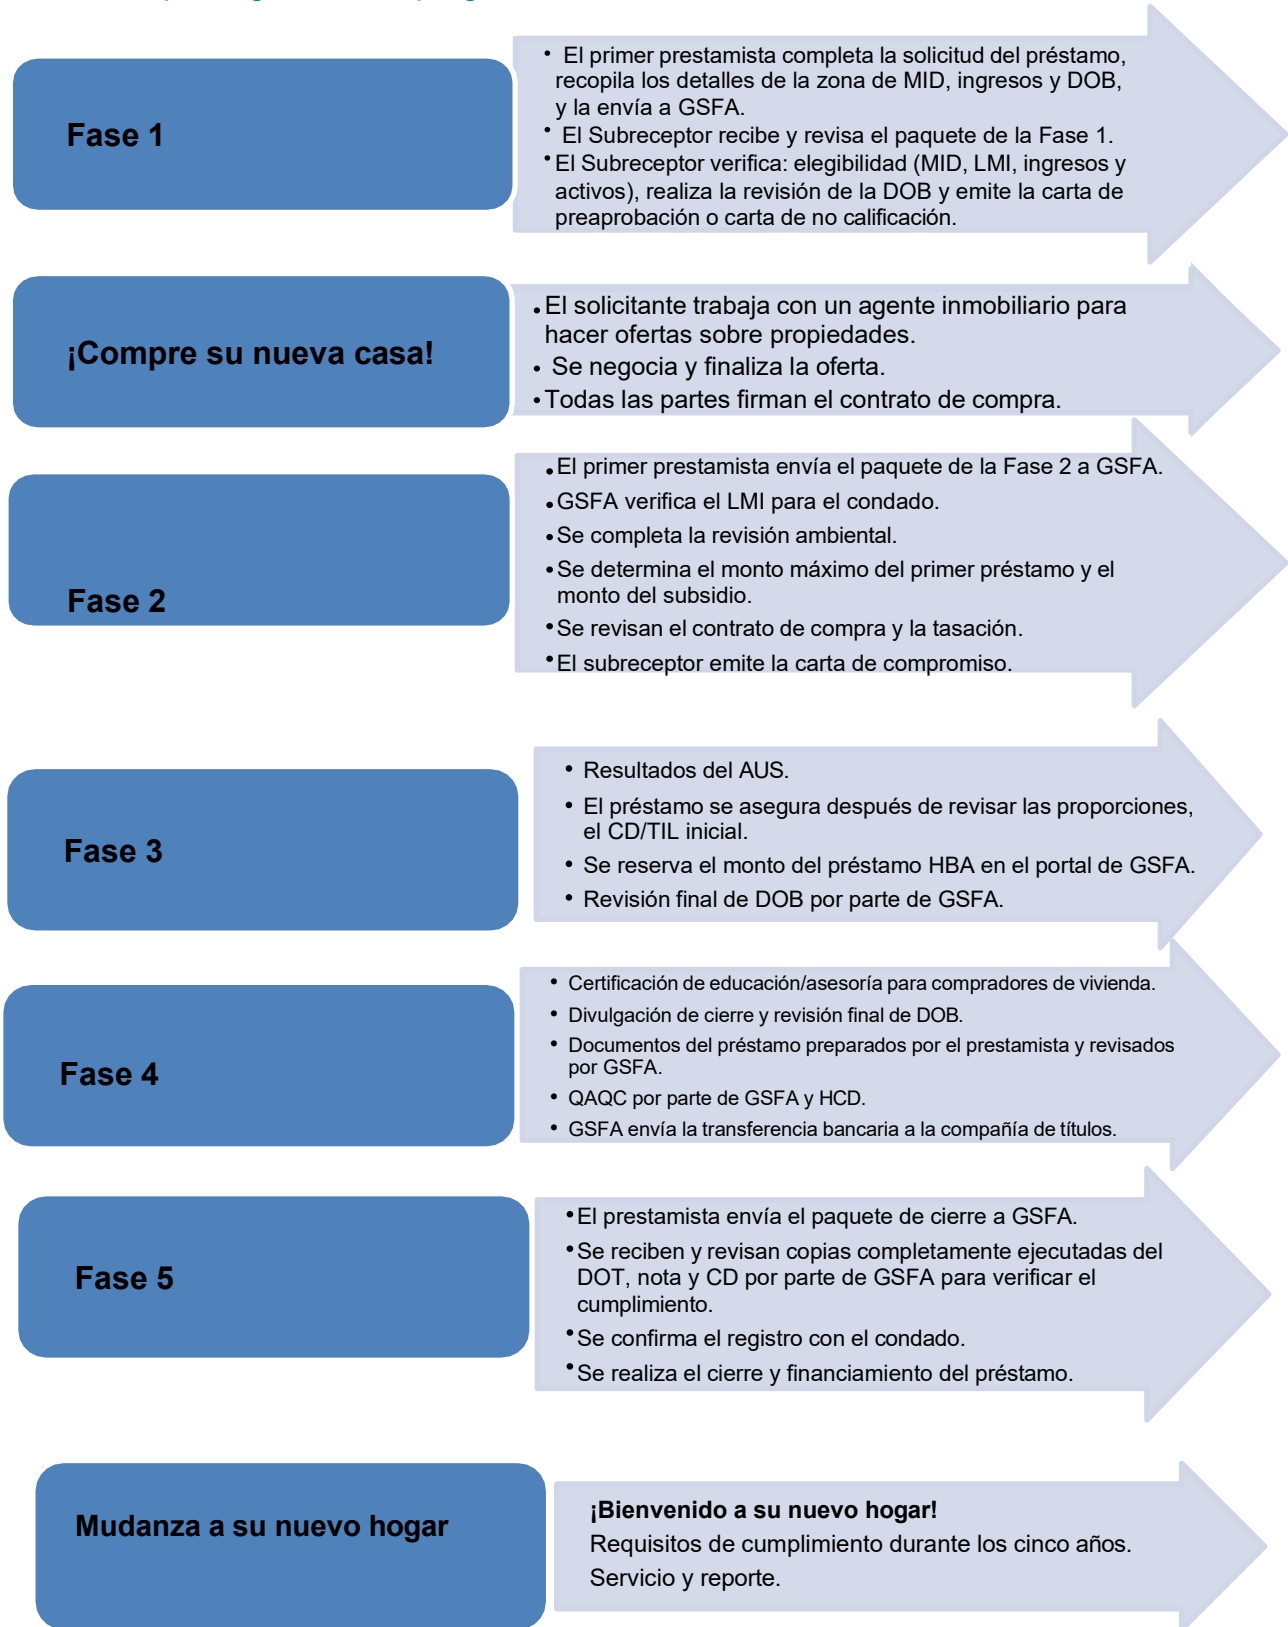 Fase 1
• El primer prestamista completa la solicitud del préstamo,
recopila los detalles de la zona de MID, ingresos y DOB,
y la envía a GSFA.
• El Subreceptor recibe y revisa el paquete de la Fase 1.
• El Subreceptor verifica: elegibilidad (MID, LMI, ingresos y
activos), realiza la revisión de la DOB y emite la carta de
preaprobación o carta de no calificación.
¡Compre su nueva casa!
• El solicitante trabaja con un agente inmobiliario para
hacer ofertas sobre propiedades.
• Se negocia y finaliza la oferta.
• Todas las partes firman el contrato de compra.
Fase 2
• El primer prestamista envía el paquete de la Fase 2 a GSFA.
• GSFA verifica el LMI para el condado.
• Se completa la revisión ambiental.
• Se determina el monto máximo del primer préstamo y el
monto del subsidio.
• Se revisan el contrato de compra y la tasación.
• El subreceptor emite la carta de compromiso.
Fase 3
• Resultados del AUS.
• El préstamo se asegura después de revisar las proporciones,
el CD/TIL inicial.
• Se reserva el monto del préstamo HBA en el portal de GSFA.
• Revisión final de DOB por parte de GSFA.
Fase 4
• Certificación de educación/asesoría para compradores de vivienda.
• Divulgación de cierre y revisión final de DOB.
• Documentos del préstamo preparados por el prestamista y revisados
por GSFA.
• QAQC por parte de GSFA y HCD.
• GSFA envía la transferencia bancaria a la compañía de títulos.
Fase 5
• El prestamista envía el paquete de cierre a GSFA.
• Se reciben y revisan copias completamente ejecutadas del
DOT, nota y CD por parte de GSFA para verificar el
cumplimiento.
• Se confirma el registro con el condado.
• Se realiza el cierre y financiamiento del préstamo.
Mudanza a su nuevo hogar
¡Bienvenido a su nuevo hogar!
Requisitos de cumplimiento durante los cinco años.
Servicio y reporte.